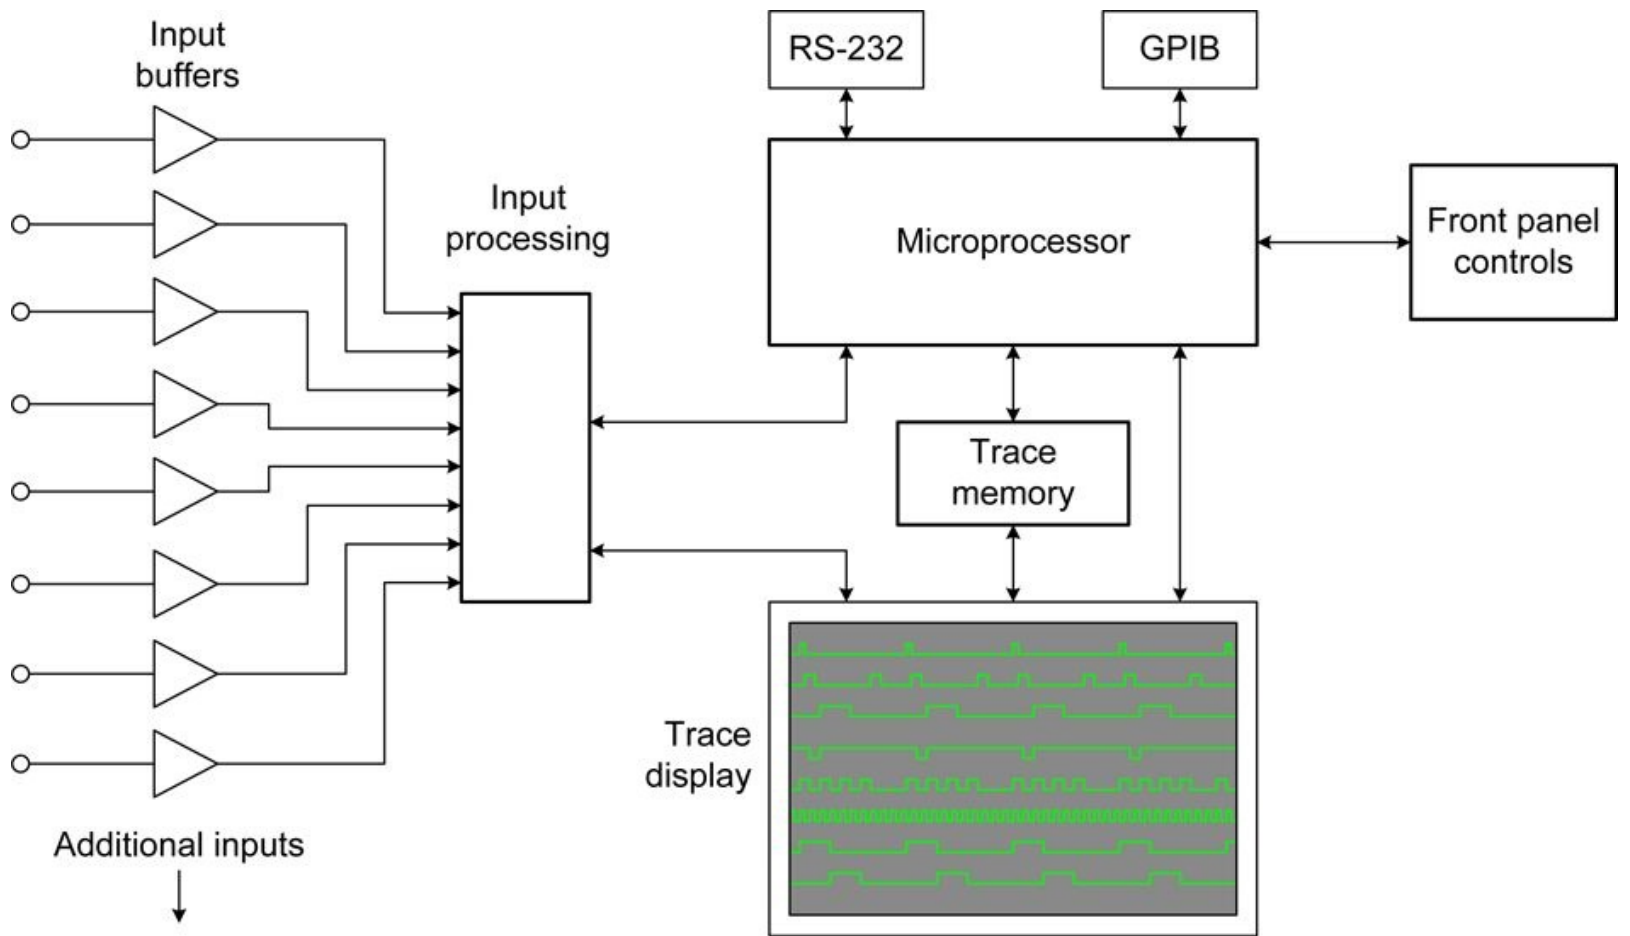 Input
buffers
RS-232
GPIB
Input
processing
Microprocessor
Front panel
controls
Trace
memory
Trace
display
Additional inputs